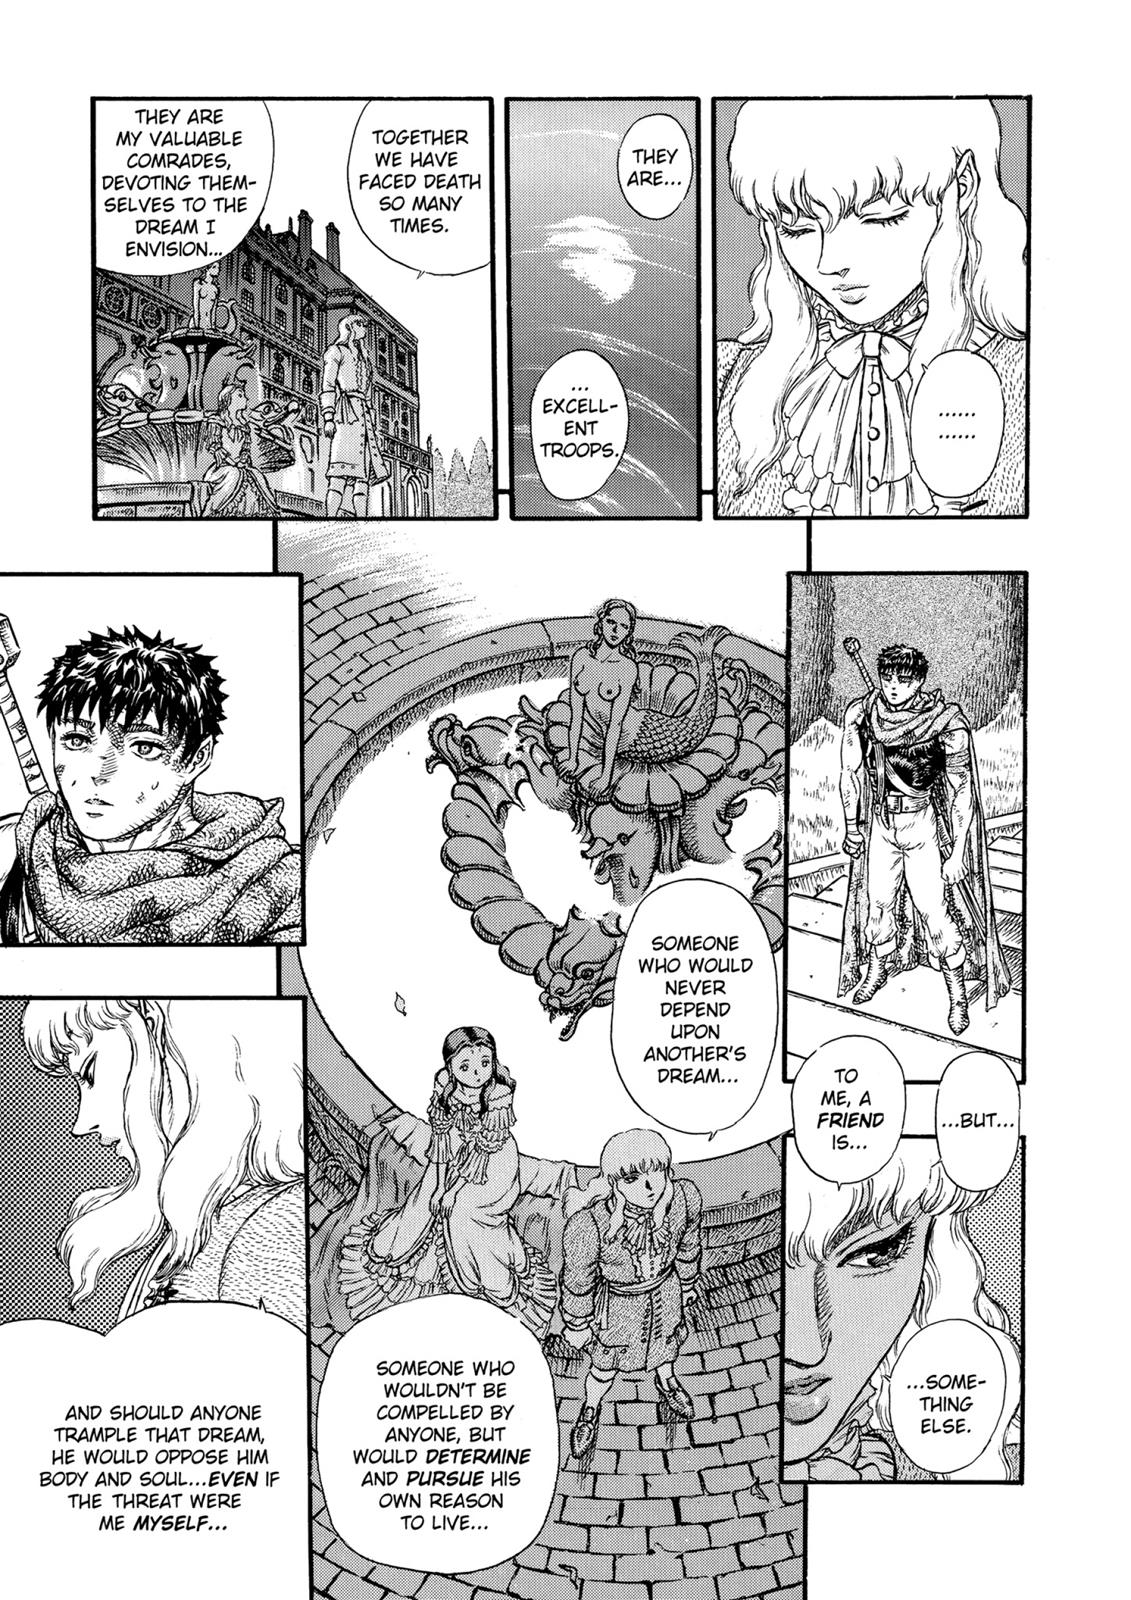 ......
......
THEY
ARE...
...
EXCELL-
ENT
TROOPS.
TOGETHER
WE HAVE
FACED DEATH
SO MANY
TIMES.
THEY ARE
MY VALUABLE
COMRADES,
DEVOTING THEM-
SELVES TO THE
DREAM I
ENVISION...
...BUT...
TO
ME, A
FRIEND
IS...
...SOME-
THING
ELSE.
SOMEONE
WHO WOULD
NEVER
DEPEND
UPON
ANOTHER'S
DREAM...
SOMEONE WHO
WOULDN'T BE
COMPELLED BY
ANYONE, BUT
WOULD DETERMINE
AND PURSUE HIS
OWN REASON
TO LIVE...
AND SHOULD ANYONE
TRAMPLE THAT DREAM,
HE WOULD OPPOSE HIM
BODY AND SOUL...EVEN IF
THE THREAT WERE
ME MYSELF...